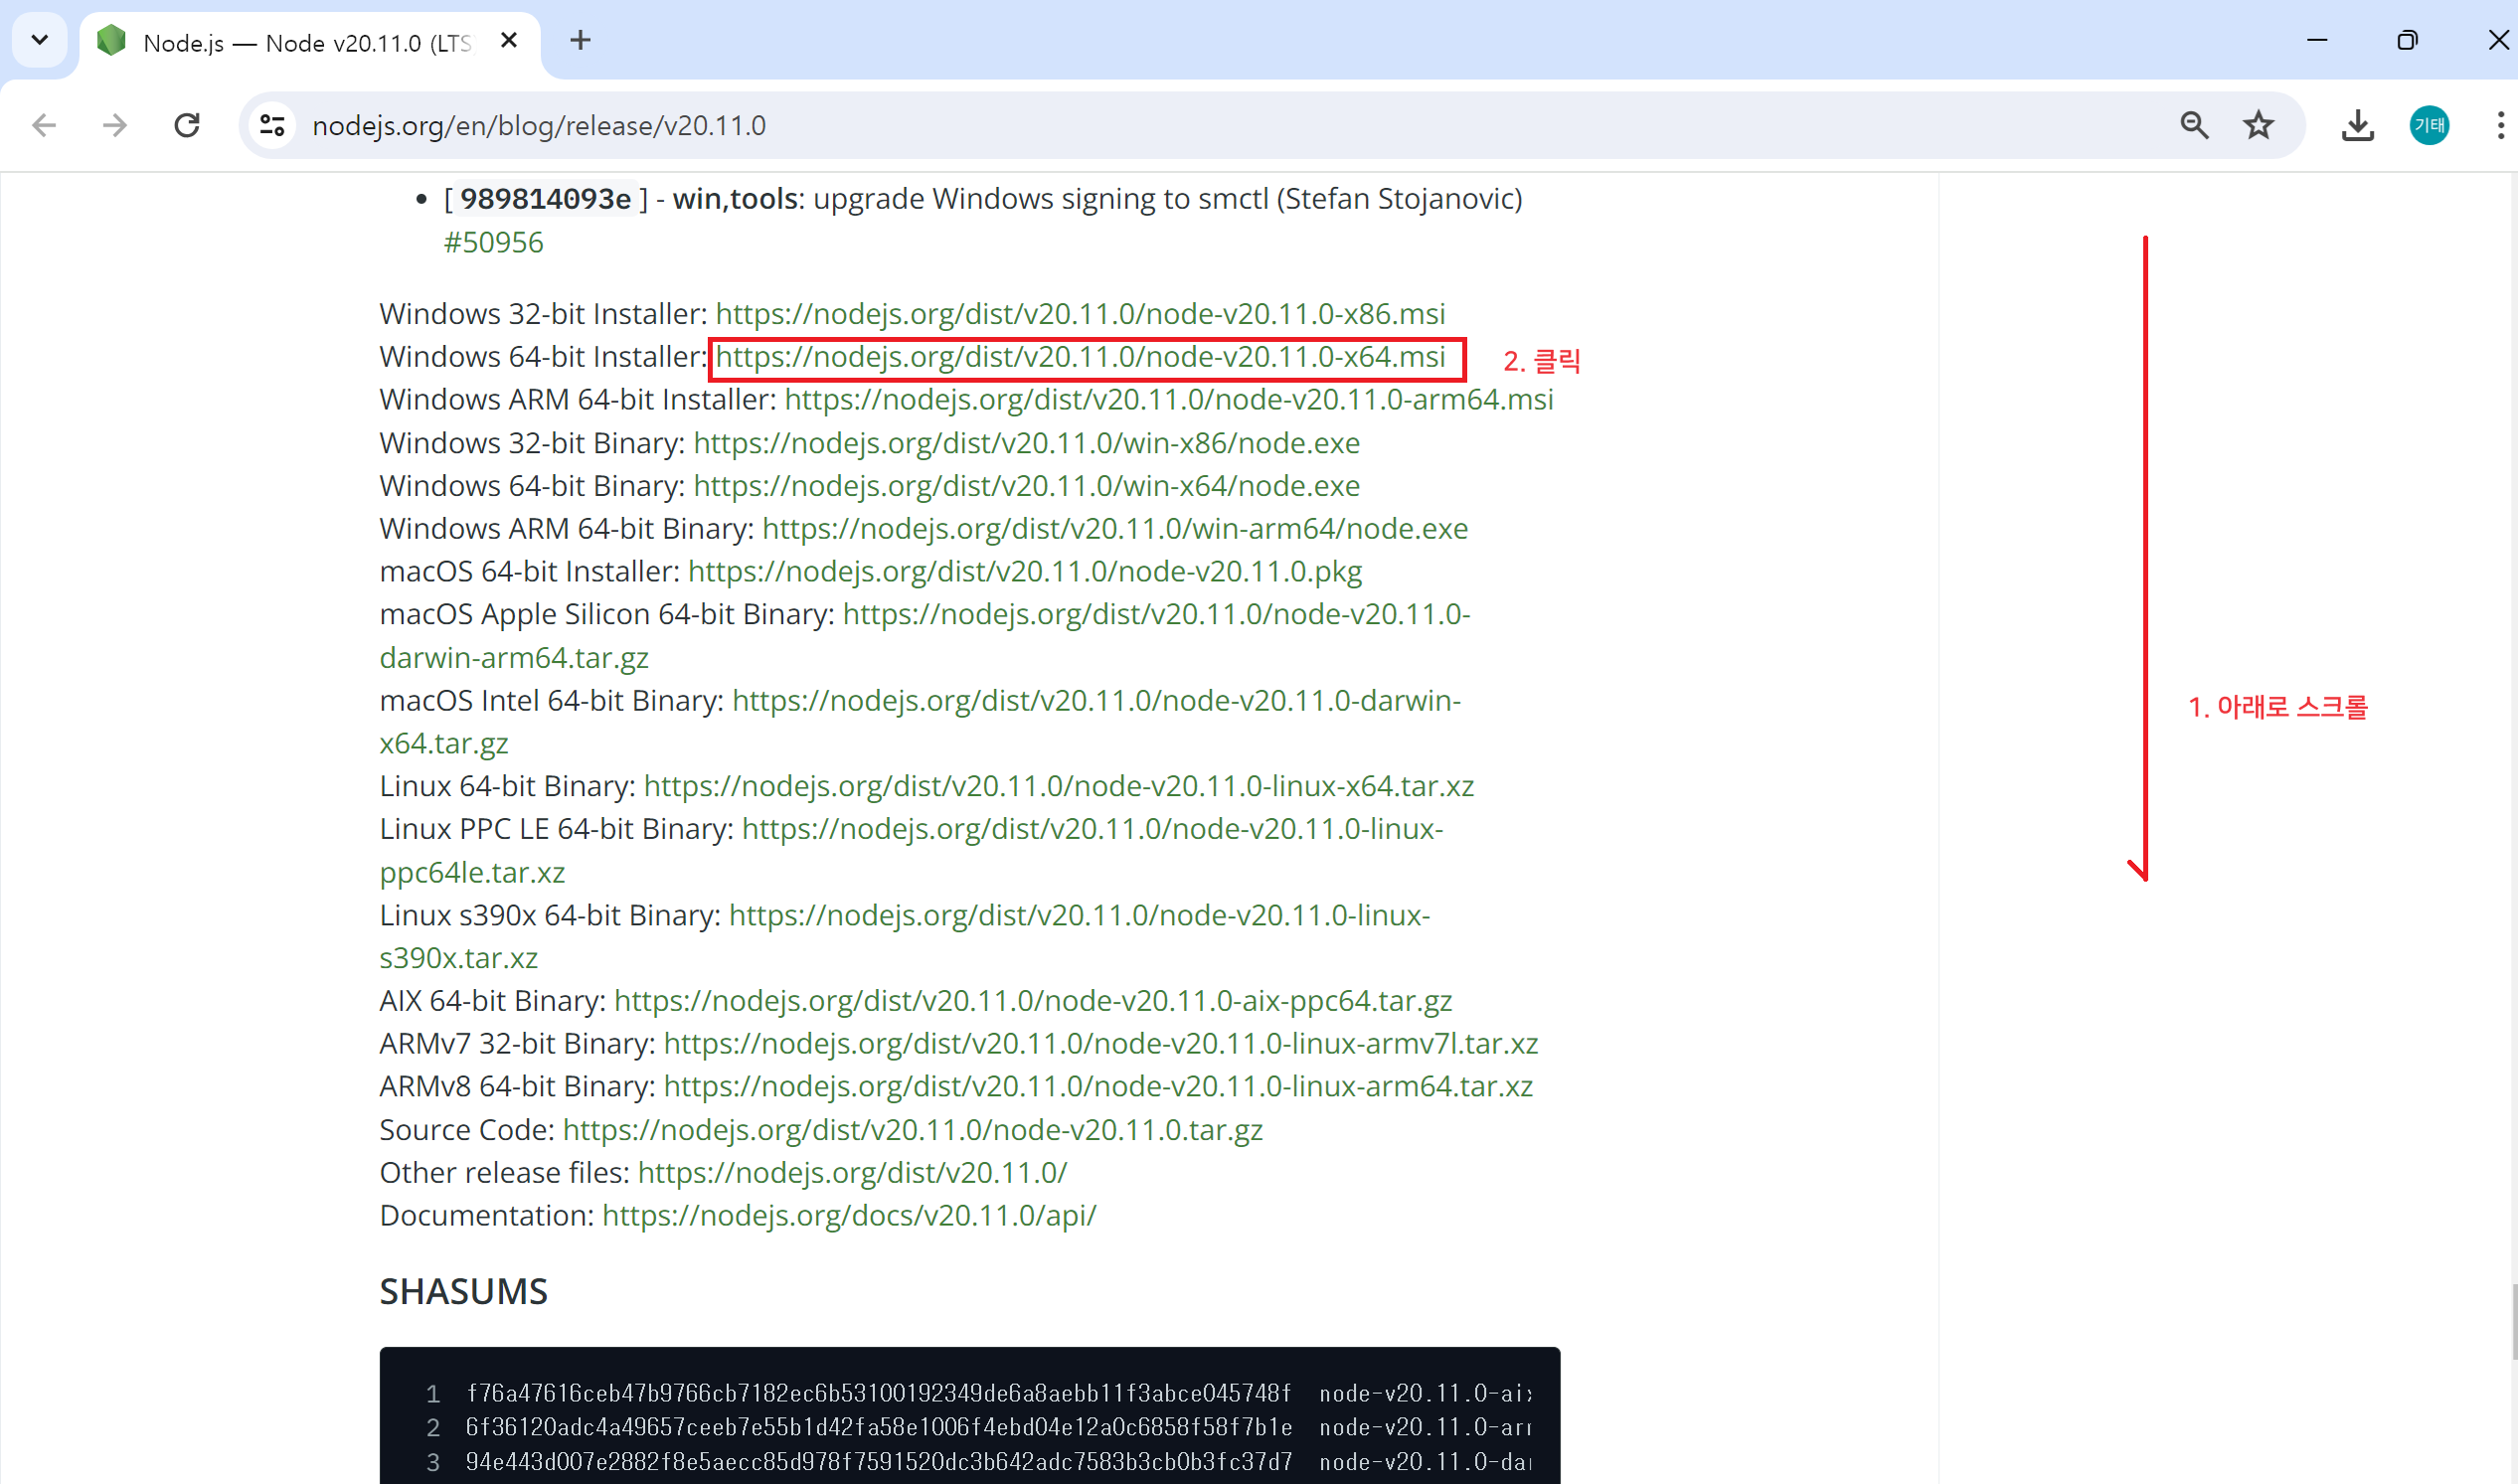 Node.js — Node v20.11.0 (LTS
nodejs.org/en/blog/release/v20.11.0
기태
[ 989814093e ] - win,tools: upgrade Windows signing to smctl (Stefan Stojanovic)
#50956
Windows 32-bit Installer: https://nodejs.org/dist/v20.11.0/node-v20.11.0-x86.msi
Windows 64-bit Installer: https://nodejs.org/dist/v20.11.0/node-v20.11.0-x64.msi
2. 클릭
Windows ARM 64-bit Installer: https://nodejs.org/dist/v20.11.0/node-v20.11.0-arm64.msi
Windows 32-bit Binary: https://nodejs.org/dist/v20.11.0/win-x86/node.exe
Windows 64-bit Binary: https://nodejs.org/dist/v20.11.0/win-x64/node.exe
Windows ARM 64-bit Binary: https://nodejs.org/dist/v20.11.0/win-arm64/node.exe
macOS 64-bit Installer: https://nodejs.org/dist/v20.11.0/node-v20.11.0.pkg
macOS Apple Silicon 64-bit Binary: https://nodejs.org/dist/v20.11.0/node-v20.11.0-
darwin-arm64.tar.gz
macOS Intel 64-bit Binary: https://nodejs.org/dist/v20.11.0/node-v20.11.0-darwin-
x64.tar.gz
1. 아래로 스크롤
Linux 64-bit Binary: https://nodejs.org/dist/v20.11.0/node-v20.11.0-linux-x64.tar.xz
Linux PPC LE 64-bit Binary: https://nodejs.org/dist/v20.11.0/node-v20.11.0-linux-
ppc64le.tar.xz
Linux s390x 64-bit Binary: https://nodejs.org/dist/v20.11.0/node-v20.11.0-linux-
s390x.tar.xz
AIX 64-bit Binary: https://nodejs.org/dist/v20.11.0/node-v20.11.0-aix-ppc64.tar.gz
ARMv7 32-bit Binary: https://nodejs.org/dist/v20.11.0/node-v20.11.0-linux-armv7l.tar.xz
ARMv8 64-bit Binary: https://nodejs.org/dist/v20.11.0/node-v20.11.0-linux-arm64.tar.xz
Source Code: https://nodejs.org/dist/v20.11.0/node-v20.11.0.tar.gz
Other release files: https://nodejs.org/dist/v20.11.0/
Documentation: https://nodejs.org/docs/v20.11.0/api/
SHASUMS
1 f76a47616ceb47b9766cb7182ec6b53100192349de6a8aebb11f3abce045748f node-v20.11.0-aix
2 6f36120adc4a49657ceeb7e55b1d42fa58e1006f4ebd04e12a0c6858f58f7b1e node-v20.11.0-arm
3 94e443d007e2882f8e5aecc85d978f7591520dc3b642adc7583b3cb0b3fc37d7 node-v20.11.0-dar